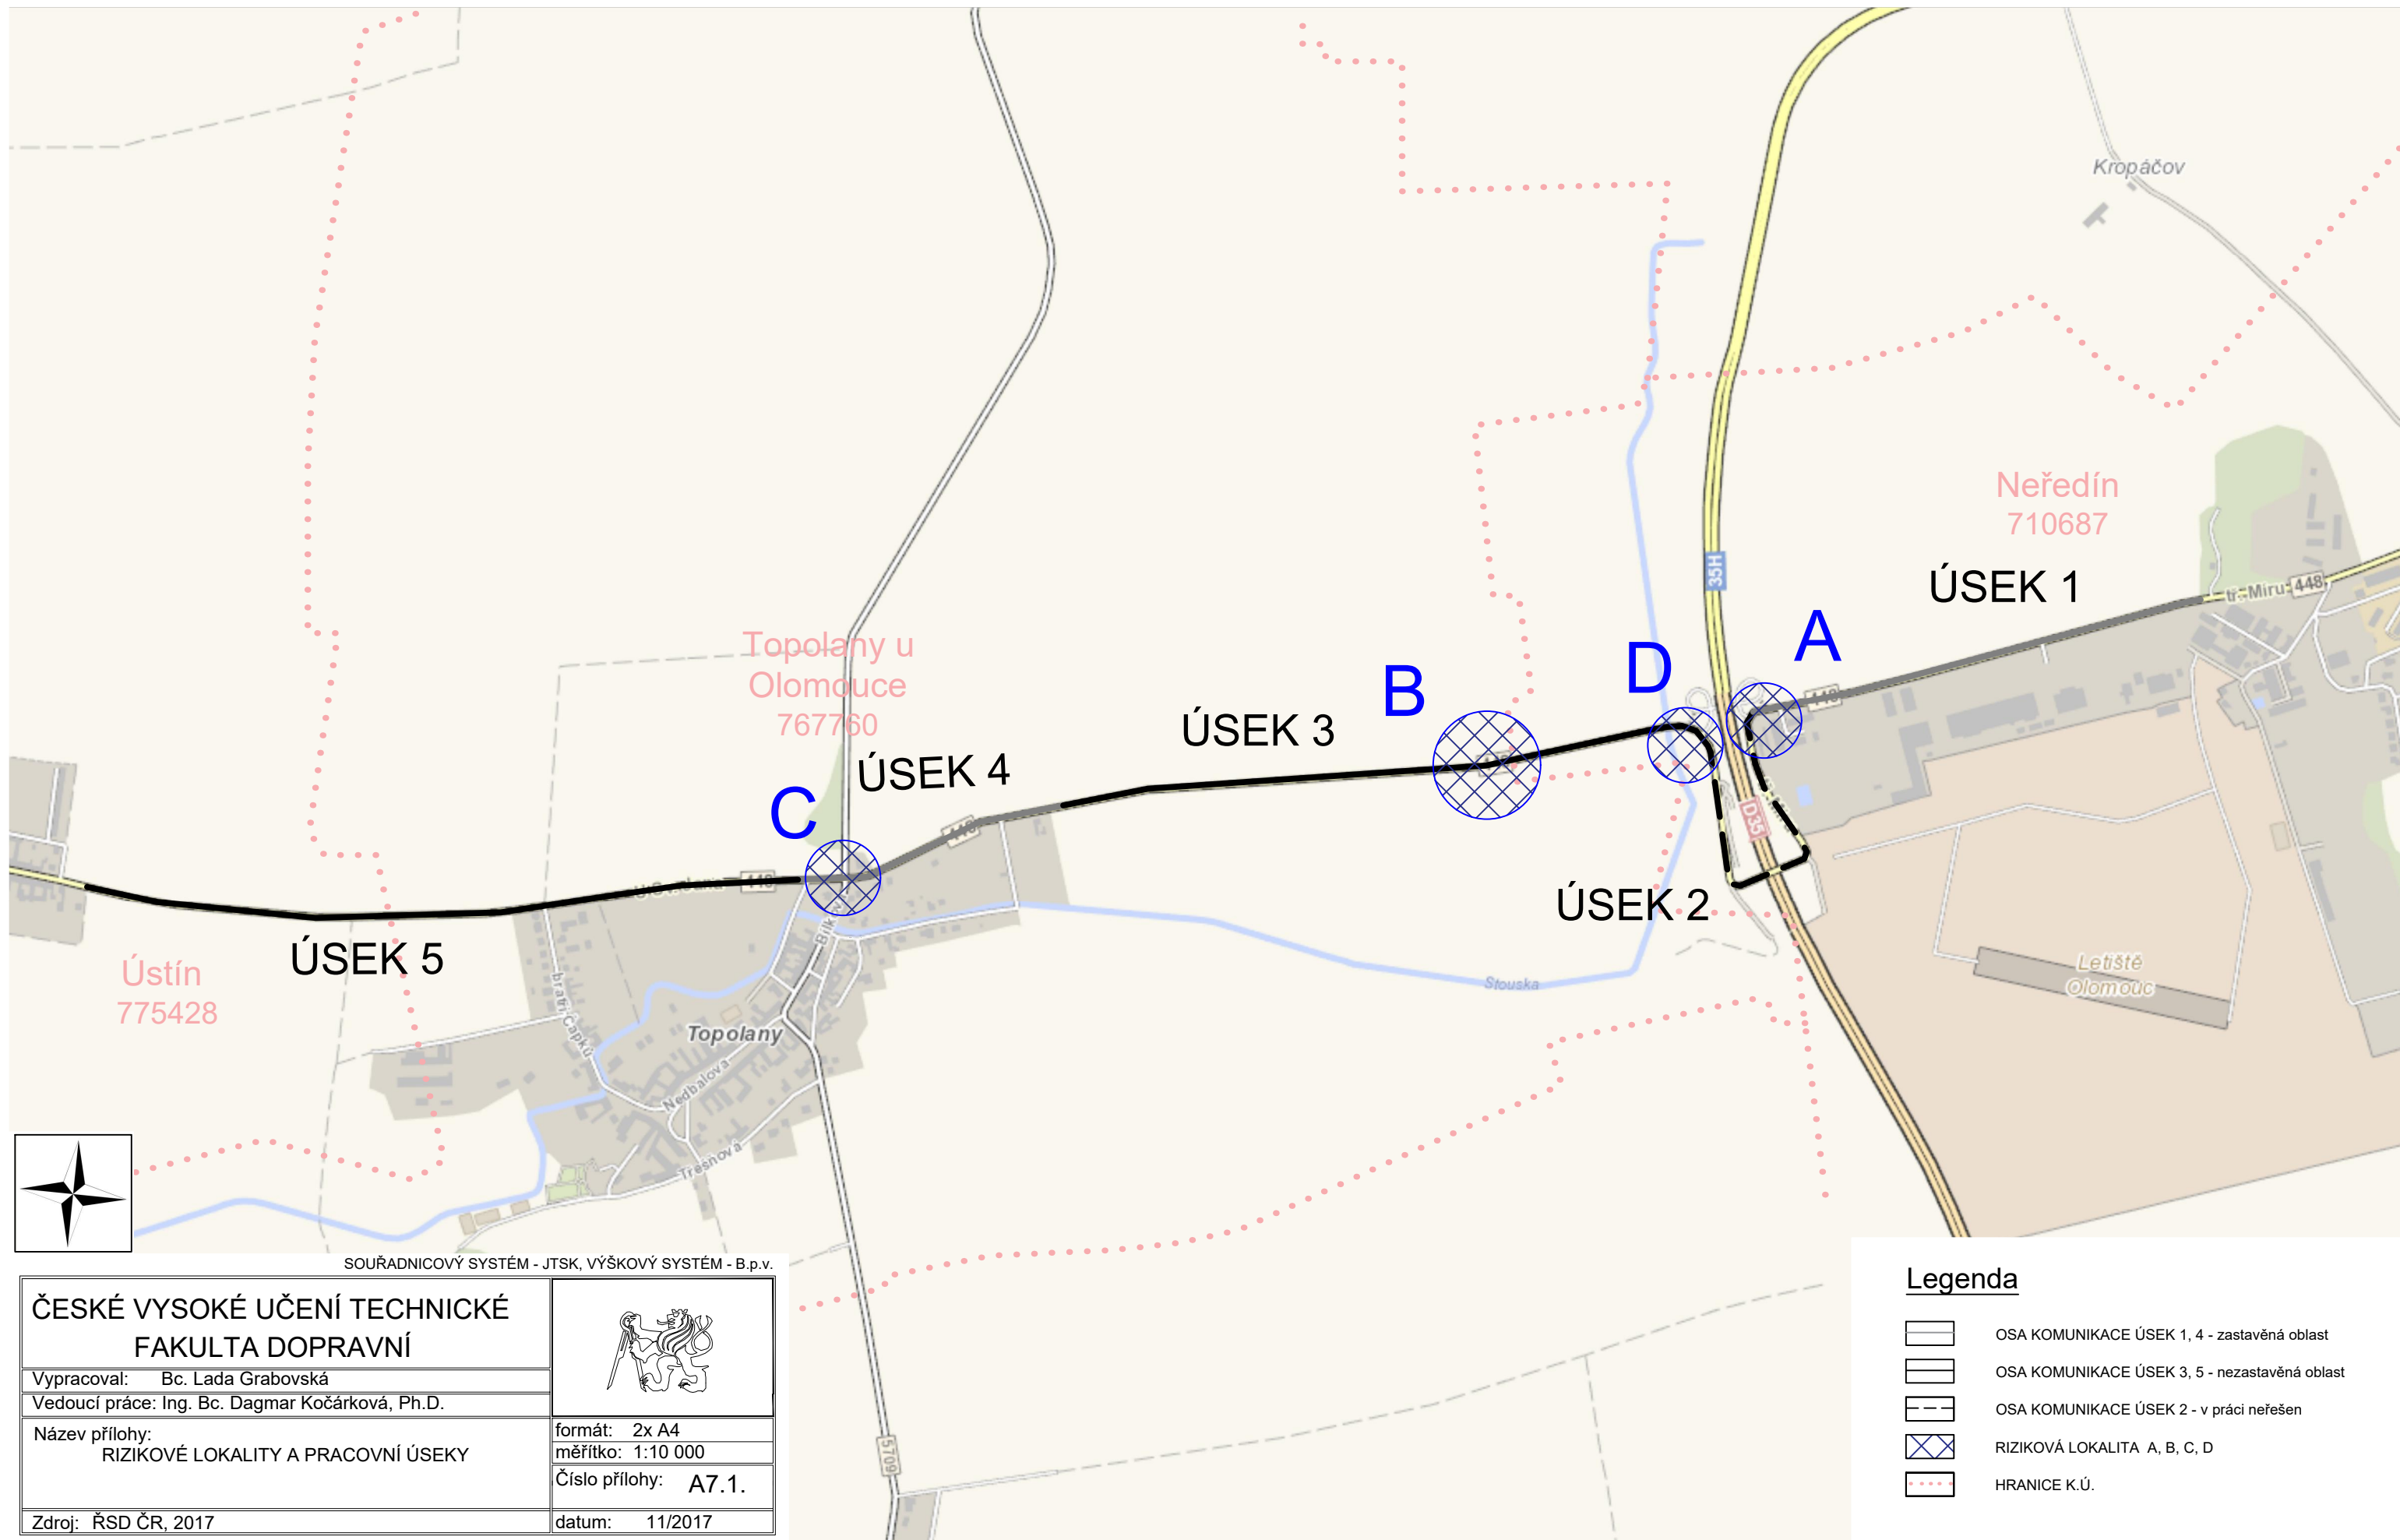 Kropáčov
Neředín
710687
35H
ÚSEK 1
tř. Míru
448
A
D
B
Topolany u
Olomouce
767760
ÚSEK 3
ÚSEK 4
C
448
D35
448
448
ÚSEK 2
ÚSEK 5
Ústín
775428
Letiště
Olomouc
Stouska
bratří Čapků
Topolany
Nedbalova
Třešňová
5709
SOUŘADNICOVÝ SYSTÉM - JTSK, VÝŠKOVÝ SYSTÉM - B.p.v.
ČESKÉ VYSOKÉ UČENÍ TECHNICKÉ
FAKULTA DOPRAVNÍ
Vypracoval: Bc. Lada Grabovská
Vedoucí práce: Ing. Bc. Dagmar Kočárková, Ph.D.
Název přílohy:
RIZIKOVÉ LOKALITY A PRACOVNÍ ÚSEKY
Zdroj: ŘSD ČR, 2017
formát: 2x A4
měřítko: 1:10 000
Číslo přílohy: A7.1.
datum: 11/2017
Legenda
OSA KOMUNIKACE ÚSEK 1, 4 - zastavěná oblast
OSA KOMUNIKACE ÚSEK 3, 5 - nezastavěná oblast
OSA KOMUNIKACE ÚSEK 2 - v práci neřešen
RIZIKOVÁ LOKALITA A, B, C, D
HRANICE K.Ú.